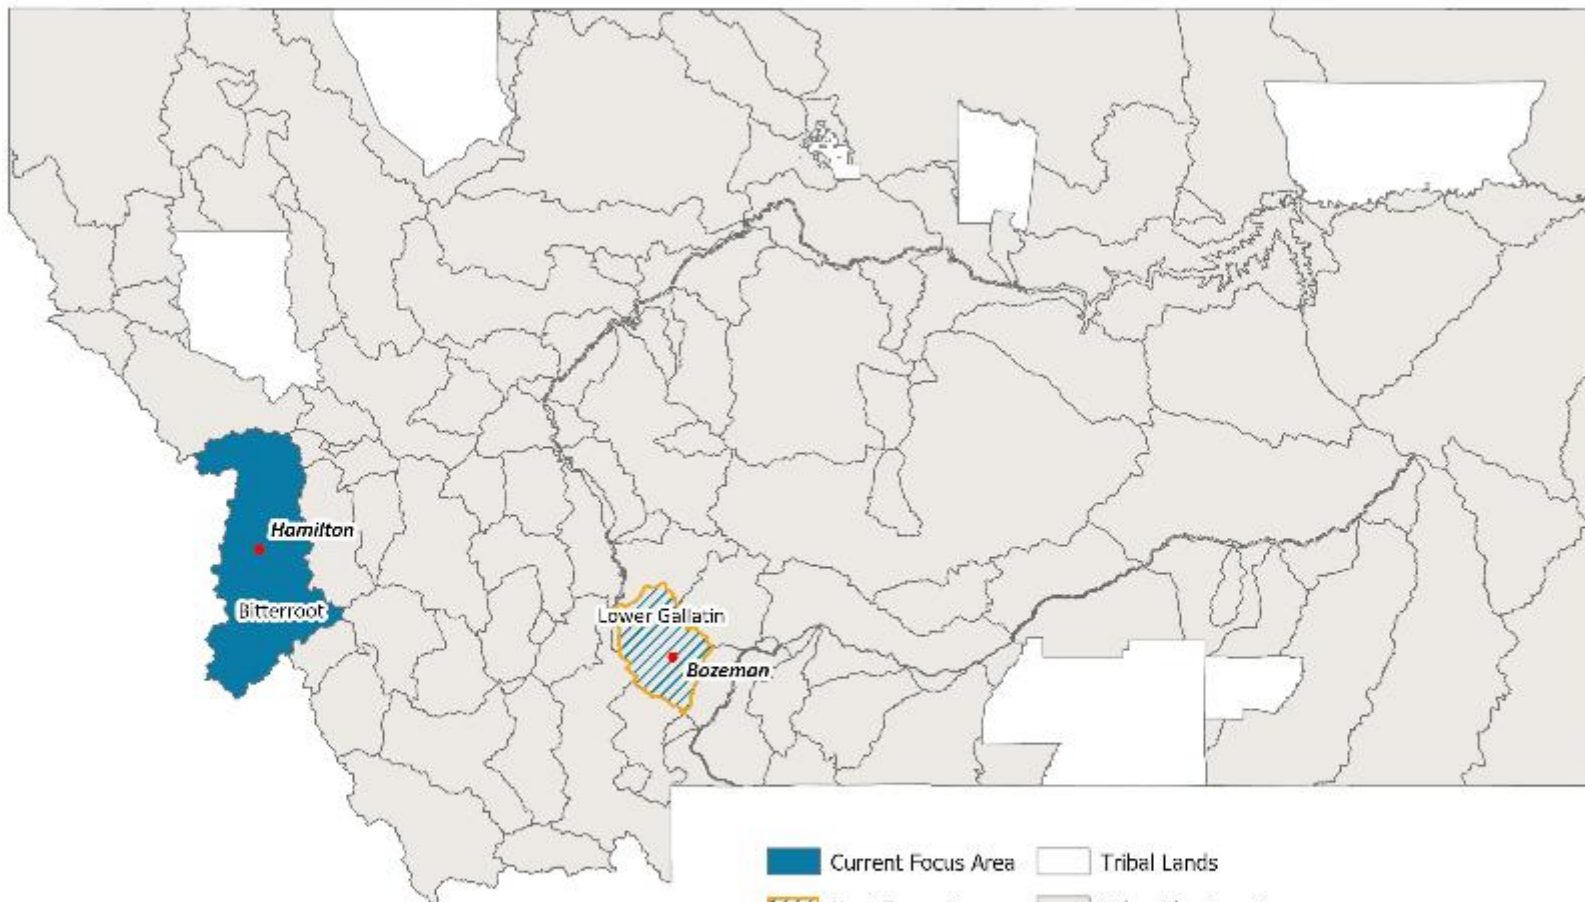 Hamilton
Bitterroot
Lower Gallatin
Bozeman
Current Focus Area
Tribal Lands